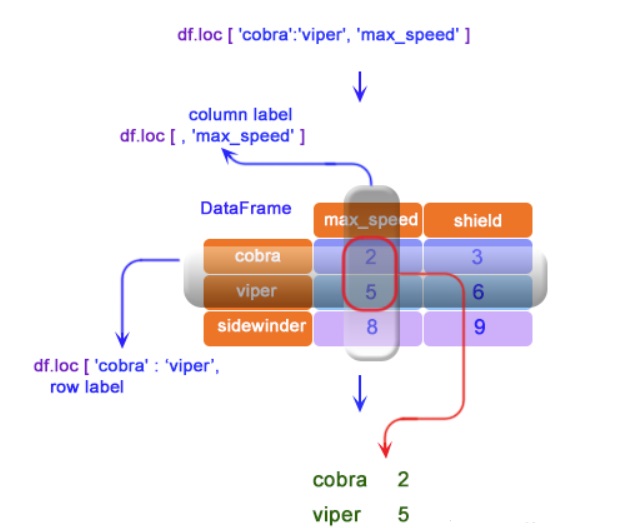 df.loc [ 'cobra':'viper', 'max_speed' ]
column label
df.loc [ , 'max_speed' ]
DataFrame
max_speed shield
cobra 2 3
viper 5 6
sidewinder 8 9
df.loc [ 'cobra' : ‘viper’,
row label
cobra 2
viper 5